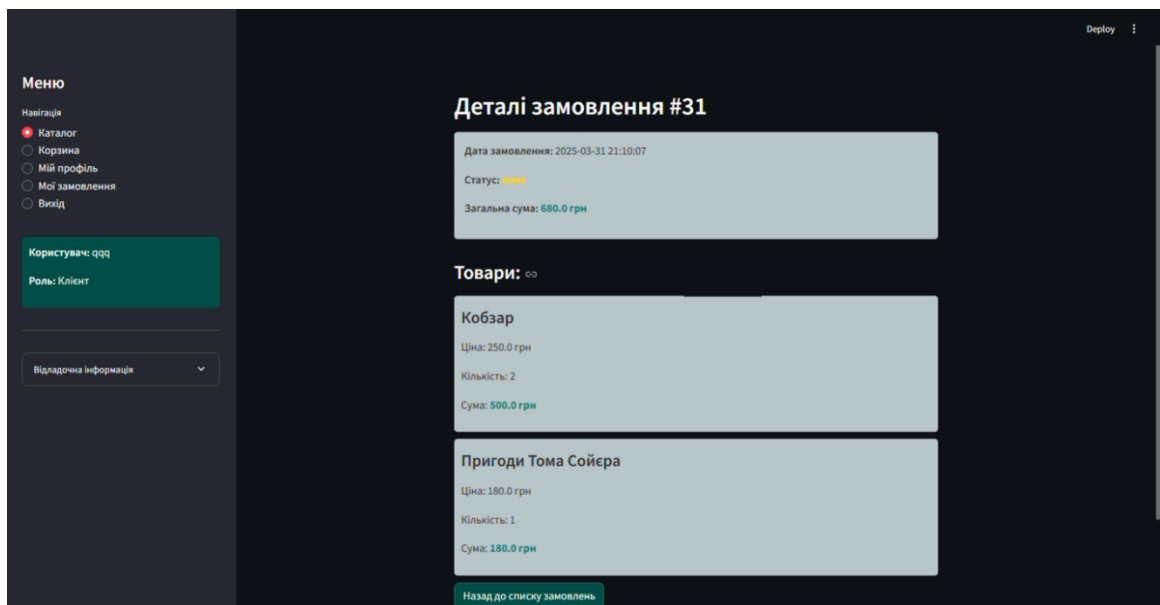 Deploy
Меню
Навігація
Каталог
Корзина
Мій профіль
Мої замовлення
Вихід
Користувач: qqq
Роль: Клієнт
Відладочна інформація
Деталі замовлення #31
Дата замовлення: 2025-03-31 21:10:07
Статус:
Загальна сума: 680.0 грн
Товари:
Кобзар
Ціна: 250.0 грн
Кількість: 2
Сума: 500.0 грн
Пригоди Тома Сойєра
Ціна: 180.0 грн
Кількість: 1
Сума: 180.0 грн
Назад до списку замовлень